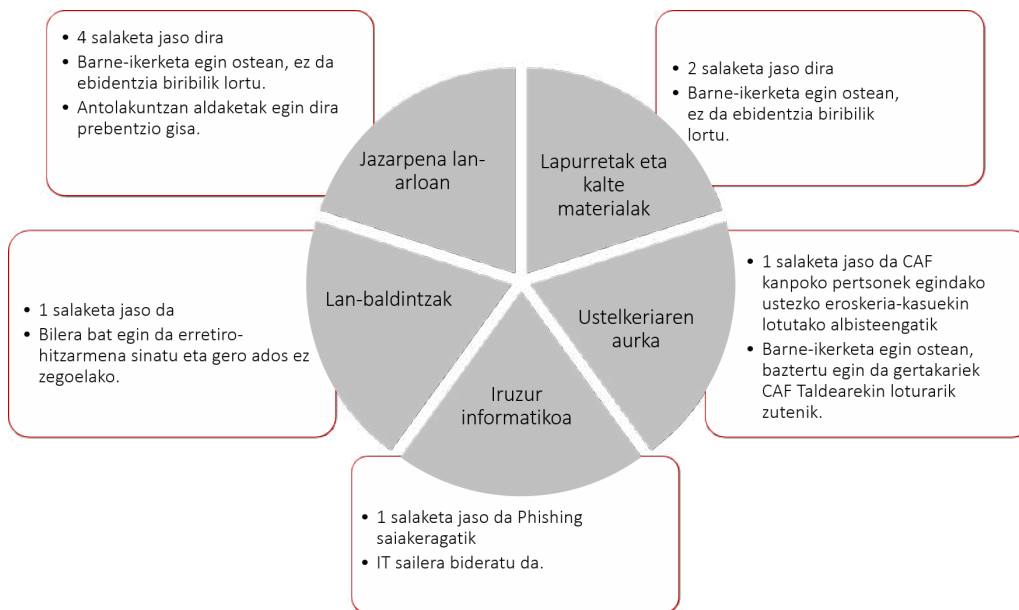 • 4 salaketa jaso dira
• Barne-ikerketa egin ostean, ez da
ebidentzia biribilik lortu.
• Antolakuntzan aldaketak egin dira
prebentzio gisa.
• 2 salaketa jaso dira
• Barne-ikerketa egin ostean,
ez da ebidentzia biribilik
lortu.
Jazarpena lan-
arloan
Lapurretak eta
kalte
materialak
• 1 salaketa jaso da
• Bilera bat egin da erretiro-
hitzarmena sinatu eta gero ados ez
zegoelako.
Lan-baldintzak
Ustelkeriaren
aurka
• 1 salaketa jaso da CAF
kanpoko pertsonek egindako
ustezko eroskeria-kasuekin
lotutako albisteengatik
• Barne-ikerketa egin ostean,
baztertu egin da gertakariek
CAF Taldearekin loturarik
zutenik.
Iruzur
informatikoa
• 1 salaketa jaso da Phishing
saiakeragatik
• IT sailera bideratu da.